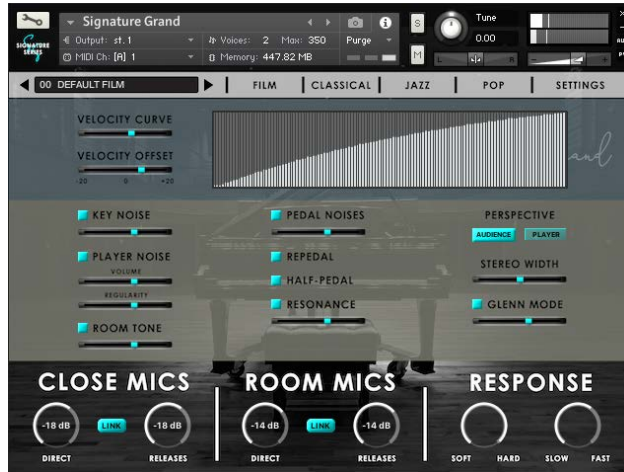 Signature Grand
S
Tune
0.00
SIGNATURE
SERIES
Output: st.1
Voices: 2 Max: 350
Purge
MIDI Ch: [A] 1
Memory: 447.82 MB
M
L
R
00 DEFAULT FILM
FILM
CLASSICAL
JAZZ
POP
SETTINGS
VELOCITY CURVE
VELOCITY OFFSET
-20 0 +20
and
KEY NOISE
PEDAL NOISES
PERSPECTIVE
AUDIENCE PLAYER
PLAYER NOISE
VOLUME
REGULARITY
REPEDAL
HALF-PEDAL
STEREO WIDTH
RESONANCE
GLENN MODE
ROOM TONE
CLOSE MICS
ROOM MICS
RESPONSE
-18 dB LINK -18 dB
-14 dB LINK -14 dB
DIRECT RELEASES
DIRECT RELEASES
SOFT HARD SLOW FAST